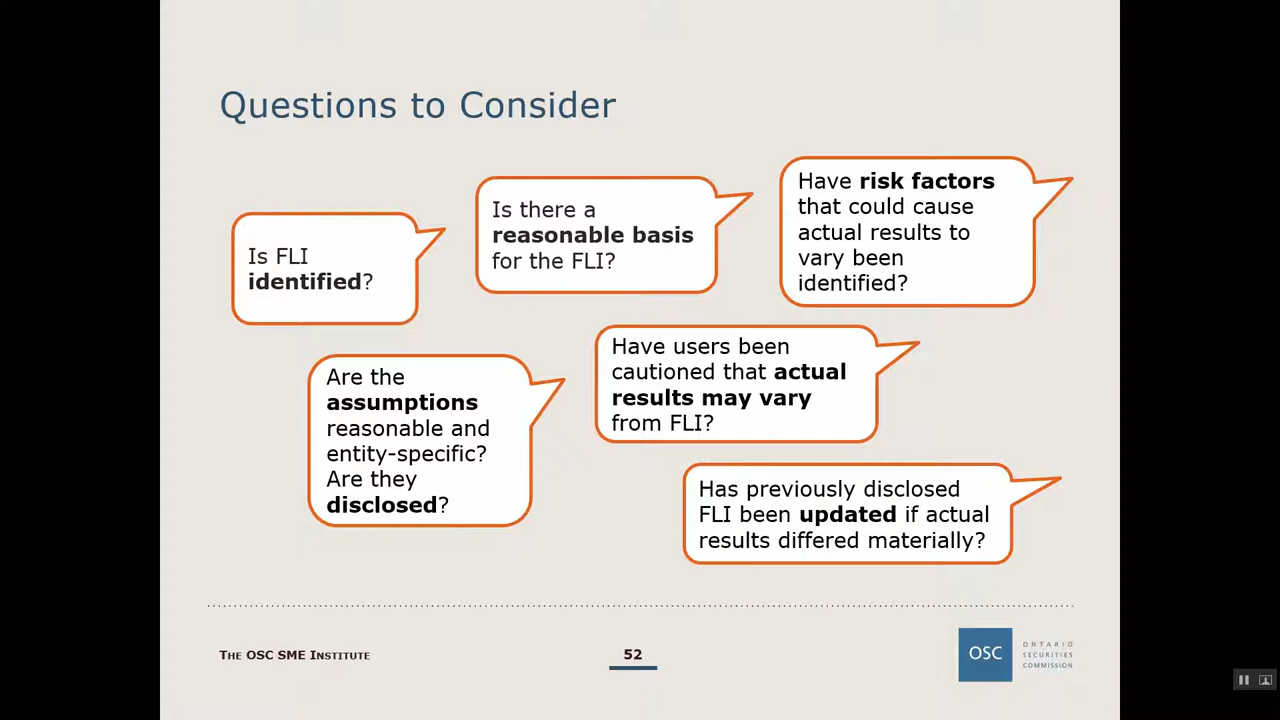 Questions to Consider
Is FLI
identified?
Is there a
reasonable basis
for the FLI?
Have risk factors
that could cause
actual results to
vary been
identified?
Are the
assumptions
reasonable and
entity-specific?
Are they
disclosed?
Have users been
cautioned that actual
results may vary
from FLI?
Has previously disclosed
FLI been updated if actual
results differed materially?
THE OSC SME INSTITUTE
52
OSC
ONTARIO
SECURITIES
COMMISSION